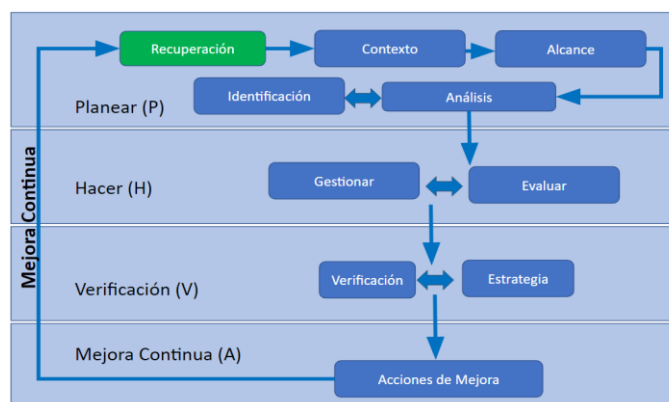 Recuperación
Contexto
Alcance
Identificación
Análisis
Planear (P)
Gestionar
Evaluar
Hacer (H)
Mejora Continua
Verificación
Estrategia
Verificación (V)
Mejora Continua (A)
Acciones de Mejora